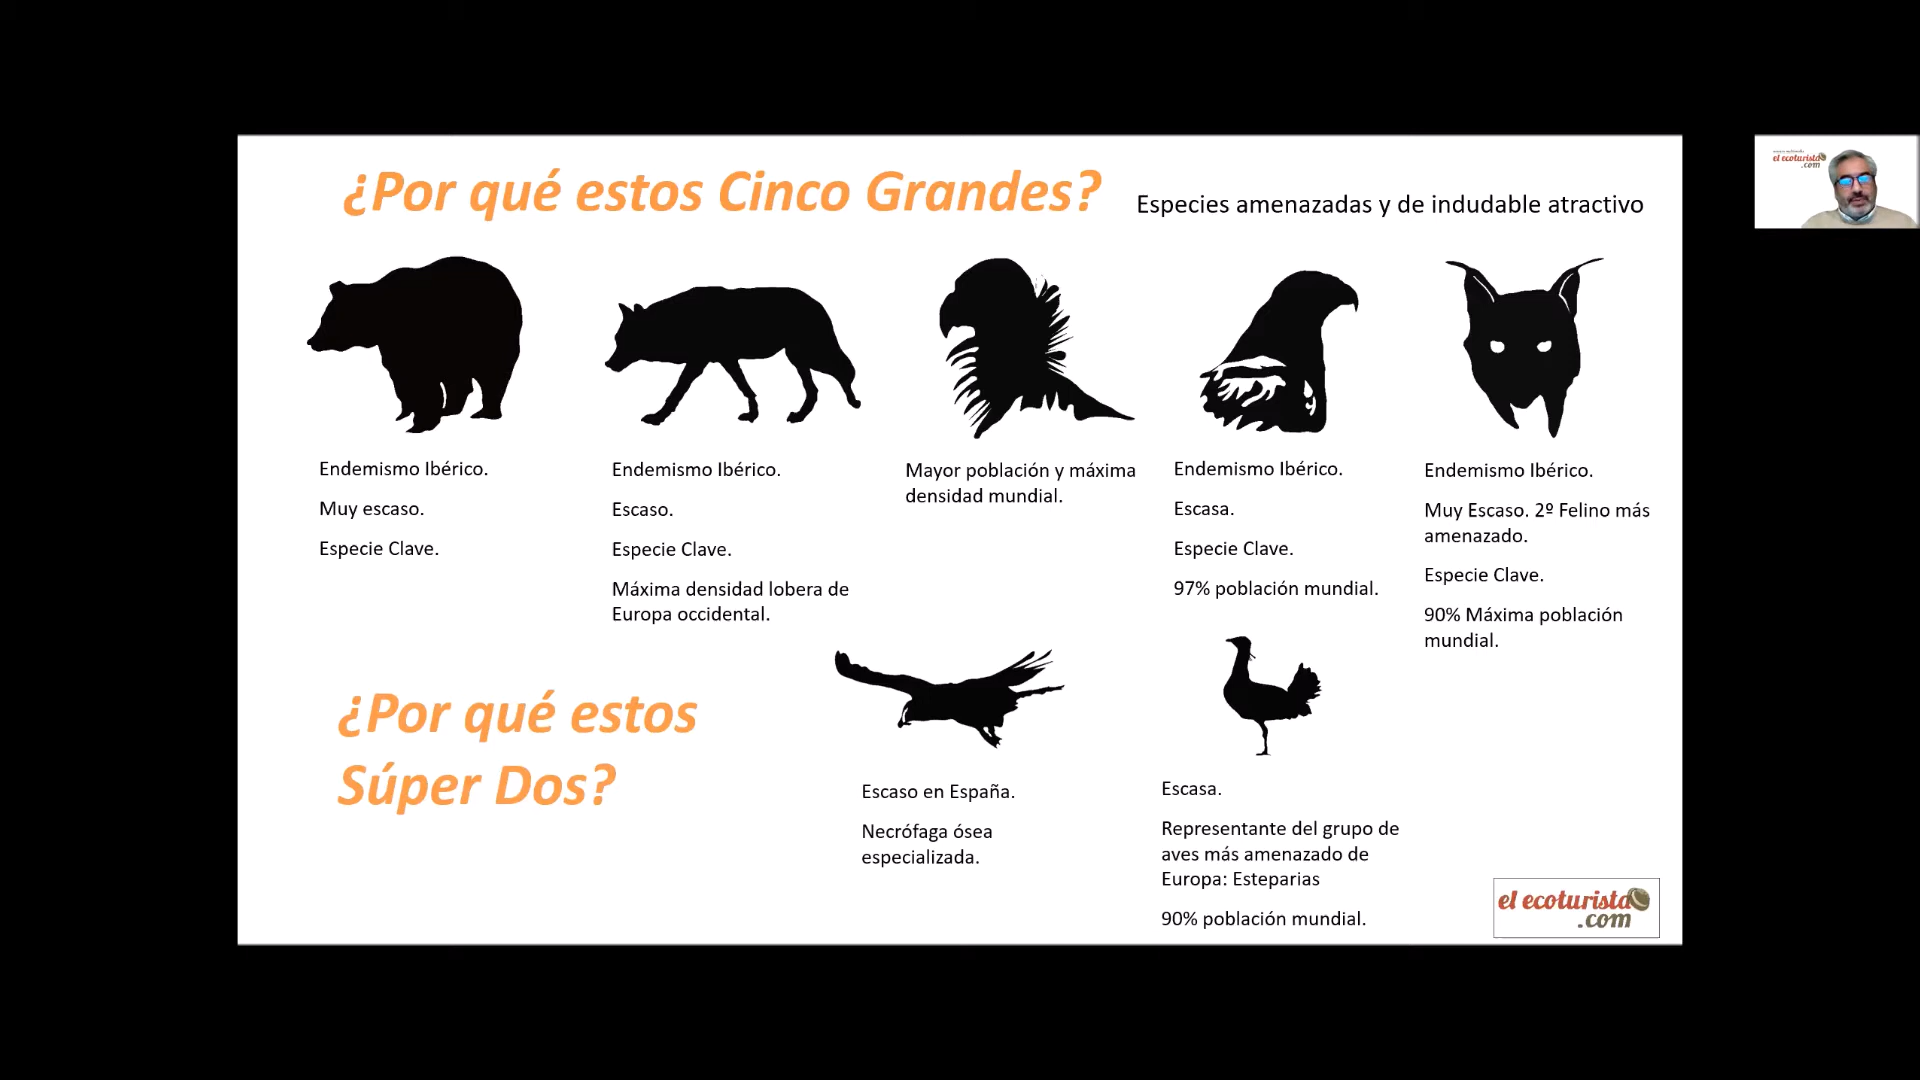 ¿Por qué estos Cinco Grandes?
Especies amenazadas y de indudable atractivo
Endemismo Ibérico.
Muy escaso.
Especie Clave.
Endemismo Ibérico.
Escaso.
Especie Clave.
Máxima densidad lobera de
Europa occidental.
Mayor población y máxima
densidad mundial.
Endemismo Ibérico.
Escasa.
Especie Clave.
97% población mundial.
Endemismo Ibérico.
Muy Escaso. 2º Felino más
amenazado.
Especie Clave.
90% Máxima población
mundial.
¿Por qué estos
Súper Dos?
Escaso en España.
Necrófaga ósea
especializada.
Escasa.
Representante del grupo de
aves más amenazado de
Europa: Esteparias
90% población mundial.
el ecoturista
.com
el ecoturista
.com